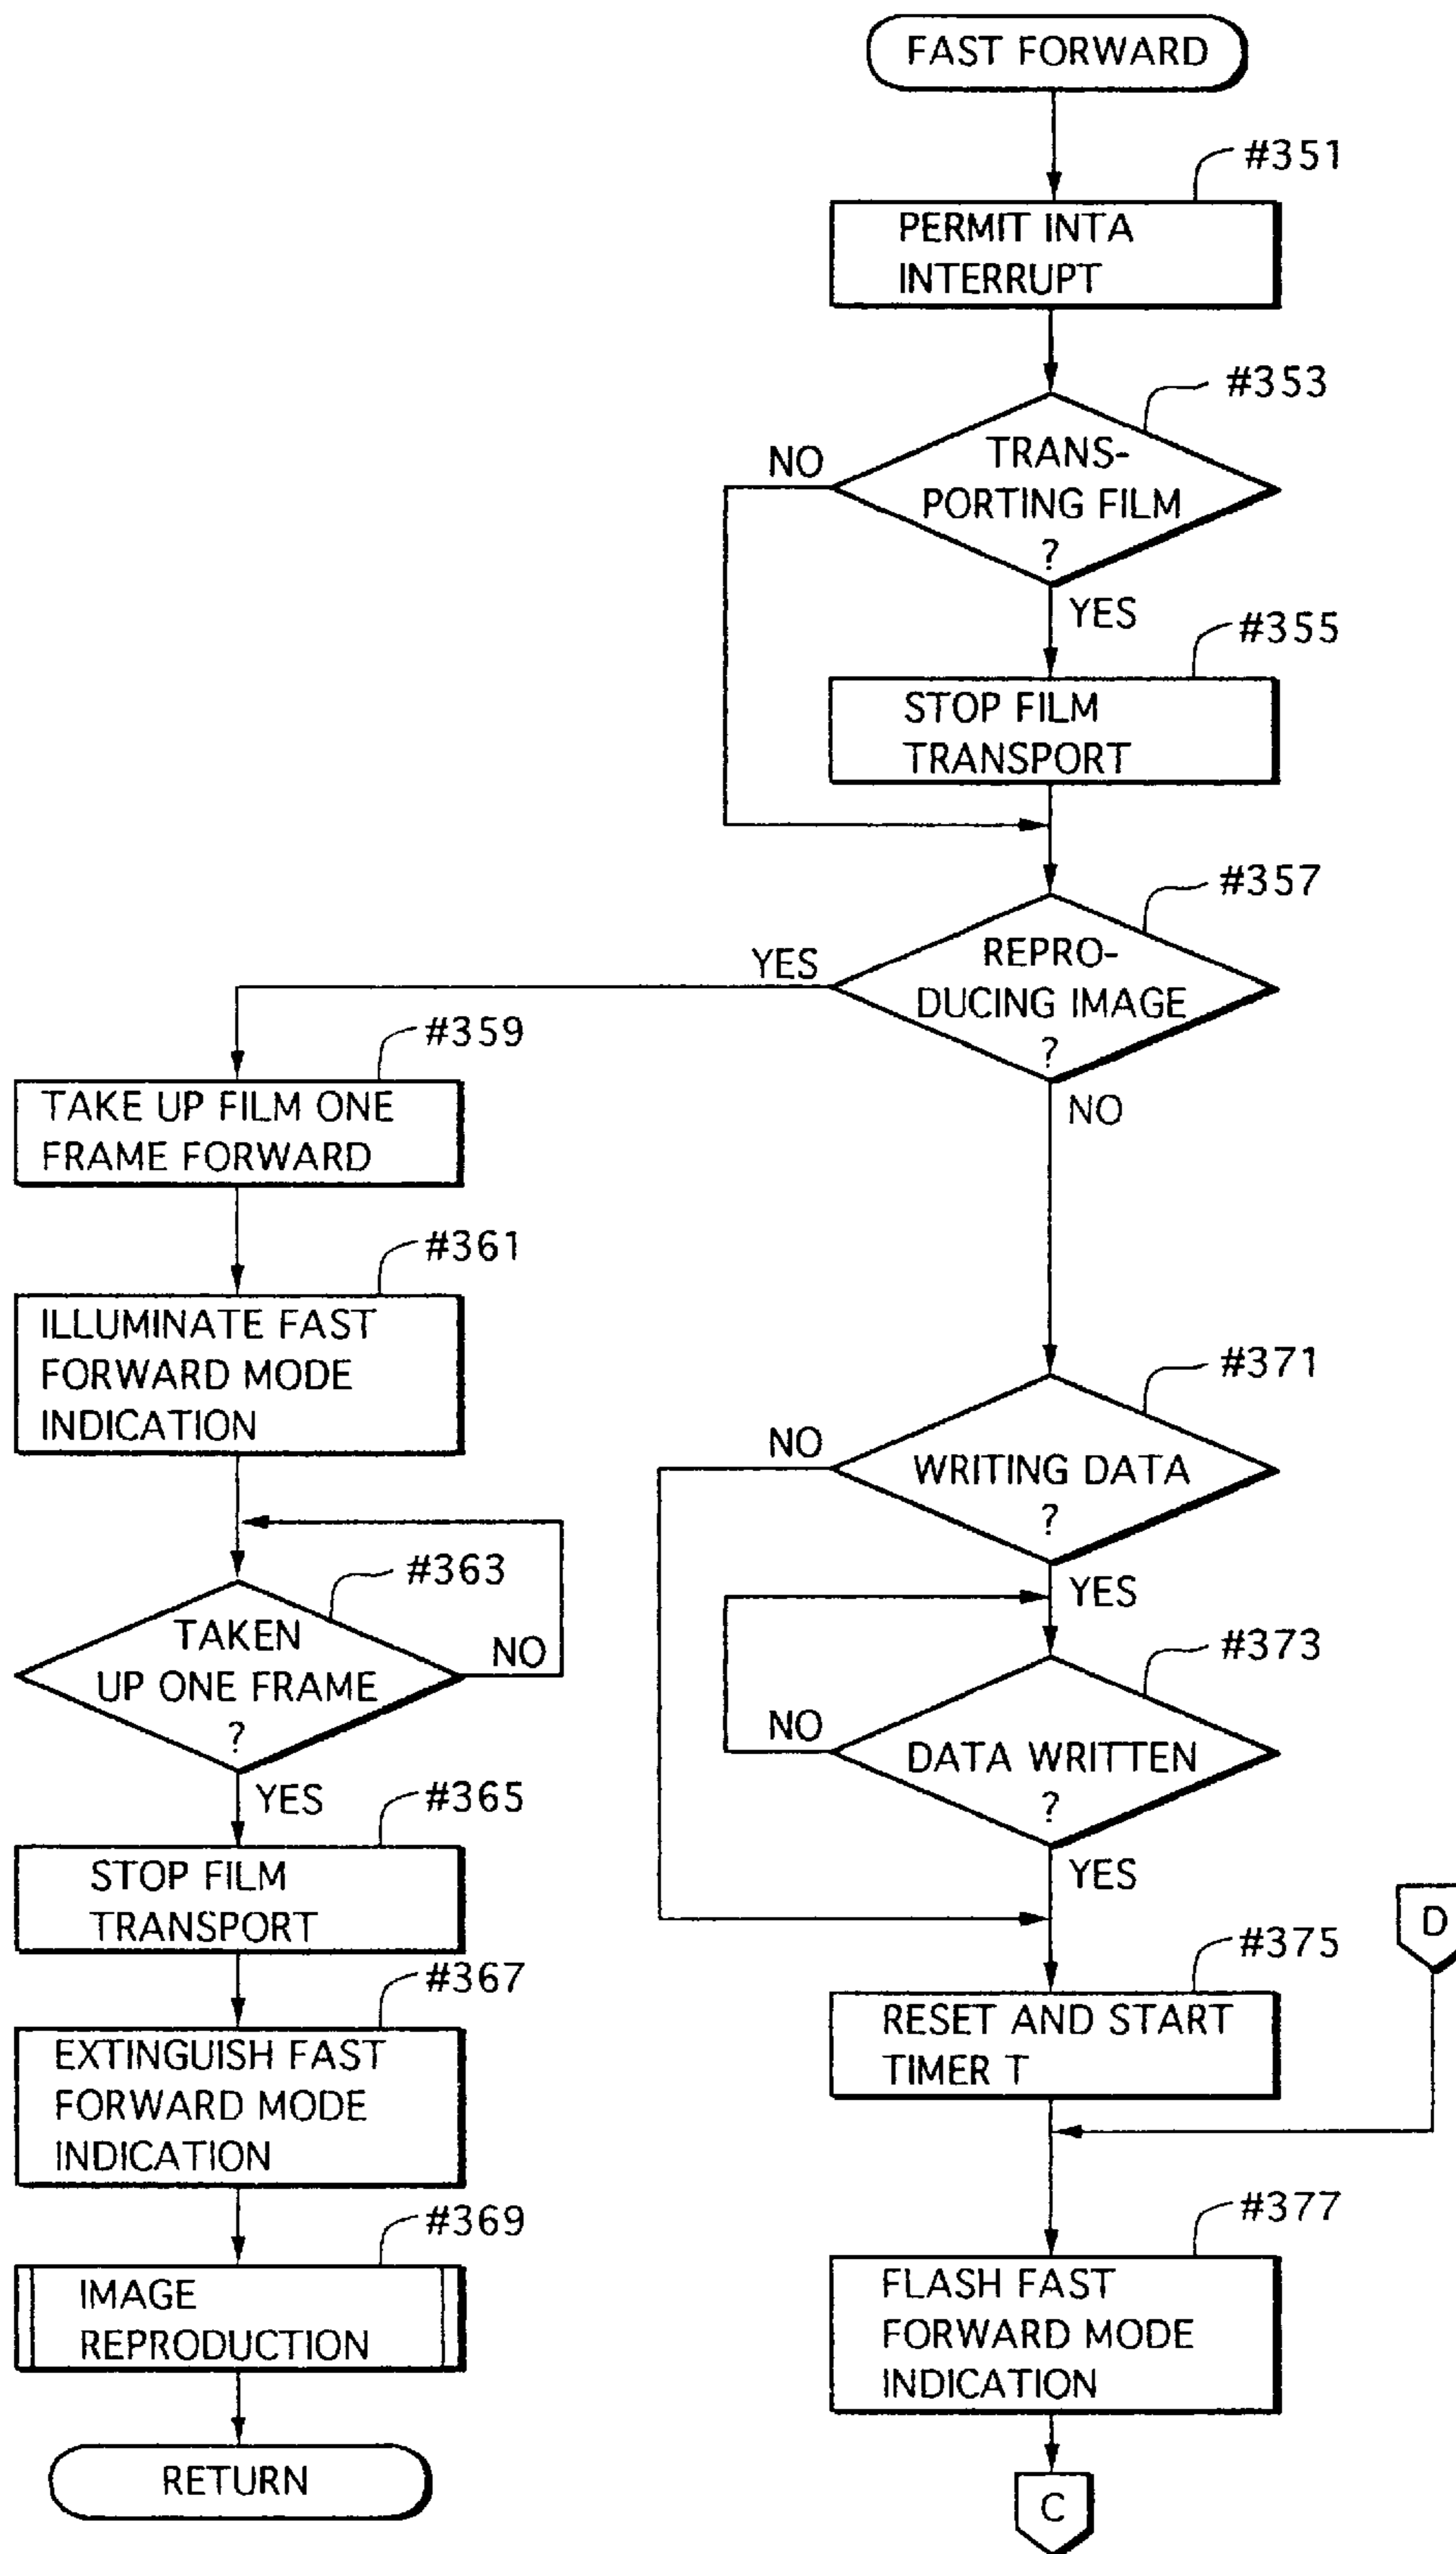 FAST FORWARD
#351
PERMIT INTA
INTERRUPT
#353
TRANS-
PORTING FILM
?
NO
YES
#355
STOP FILM
TRANSPORT
#357
REPRO-
DUCING IMAGE
?
YES
NO
#359
TAKE UP FILM ONE
FRAME FORWARD
#361
ILLUMINATE FAST
FORWARD MODE
INDICATION
#363
TAKEN
UP ONE FRAME
?
NO
YES
#365
STOP FILM
TRANSPORT
#367
EXTINGUISH FAST
FORWARD MODE
INDICATION
#369
IMAGE
REPRODUCTION
RETURN
#371
WRITING DATA
?
NO
YES
#373
DATA WRITTEN
?
NO
YES
D
#375
RESET AND START
TIMER T
#377
FLASH FAST
FORWARD MODE
INDICATION
C